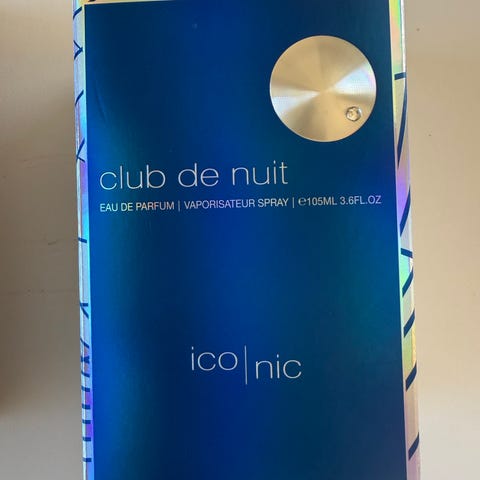 club de nuit
EAU DE PARFUM | VAPORISATEUR SPRAY | ℮105ML 3.6FL.OZ
ico|nic